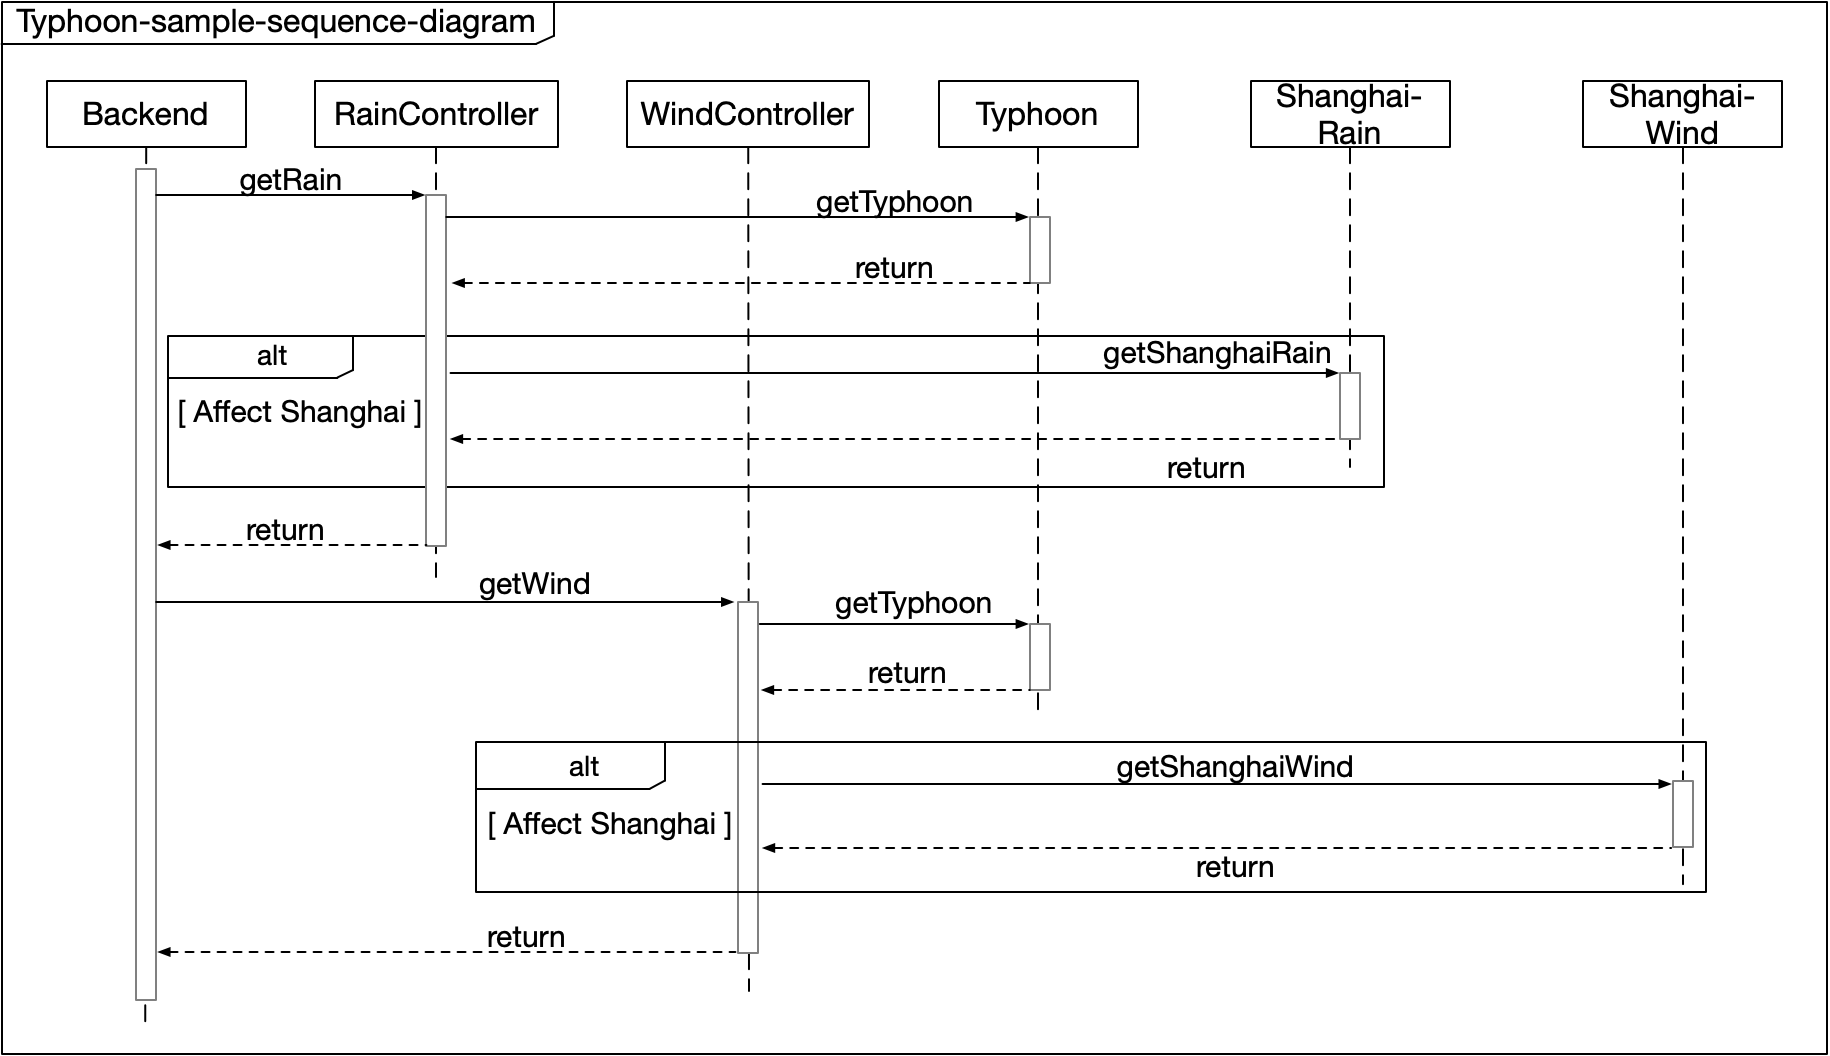 Typhoon-sample-sequence-diagram
Backend
RainController
WindController
Typhoon
Shanghai-
Rain
Shanghai-
Wind
getRain
getTyphoon
return
alt
getShanghaiRain
[ Affect Shanghai ]
return
return
getWind
getTyphoon
return
alt
getShanghaiWind
[ Affect Shanghai ]
return
return